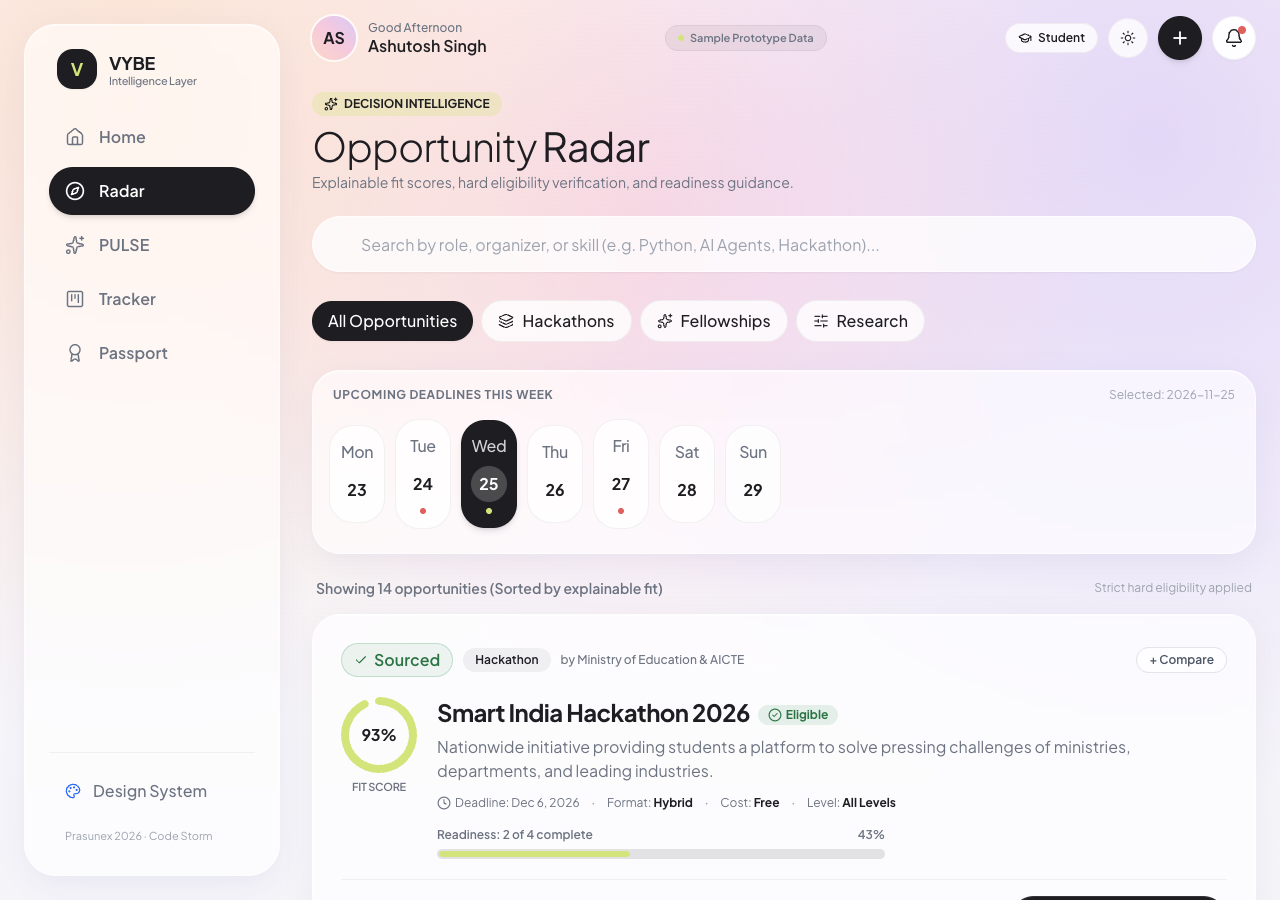 V
VYBE
Intelligence Layer
Home
Radar
PULSE
Tracker
Passport
Design System
Prasunex 2026 · Code Storm
AS
Good Afternoon
Ashutosh Singh
Sample Prototype Data
Student
DECISION INTELLIGENCE
Opportunity Radar
Explainable fit scores, hard eligibility verification, and readiness guidance.
Search by role, organizer, or skill (e.g. Python, AI Agents, Hackathon)...
All Opportunities
Hackathons
Fellowships
Research
UPCOMING DEADLINES THIS WEEK
Selected: 2026-11-25
Mon Tue Wed Thu Fri Sat Sun
23 24 25 26 27 28 29
Showing 14 opportunities (Sorted by explainable fit)
Strict hard eligibility applied
Sourced
Hackathon
by Ministry of Education & AICTE
+ Compare
93%
FIT SCORE
Smart India Hackathon 2026
Eligible
Nationwide initiative providing students a platform to solve pressing challenges of ministries,
departments, and leading industries.
Deadline: Dec 6, 2026 · Format: Hybrid · Cost: Free · Level: All Levels
Readiness: 2 of 4 complete
43%